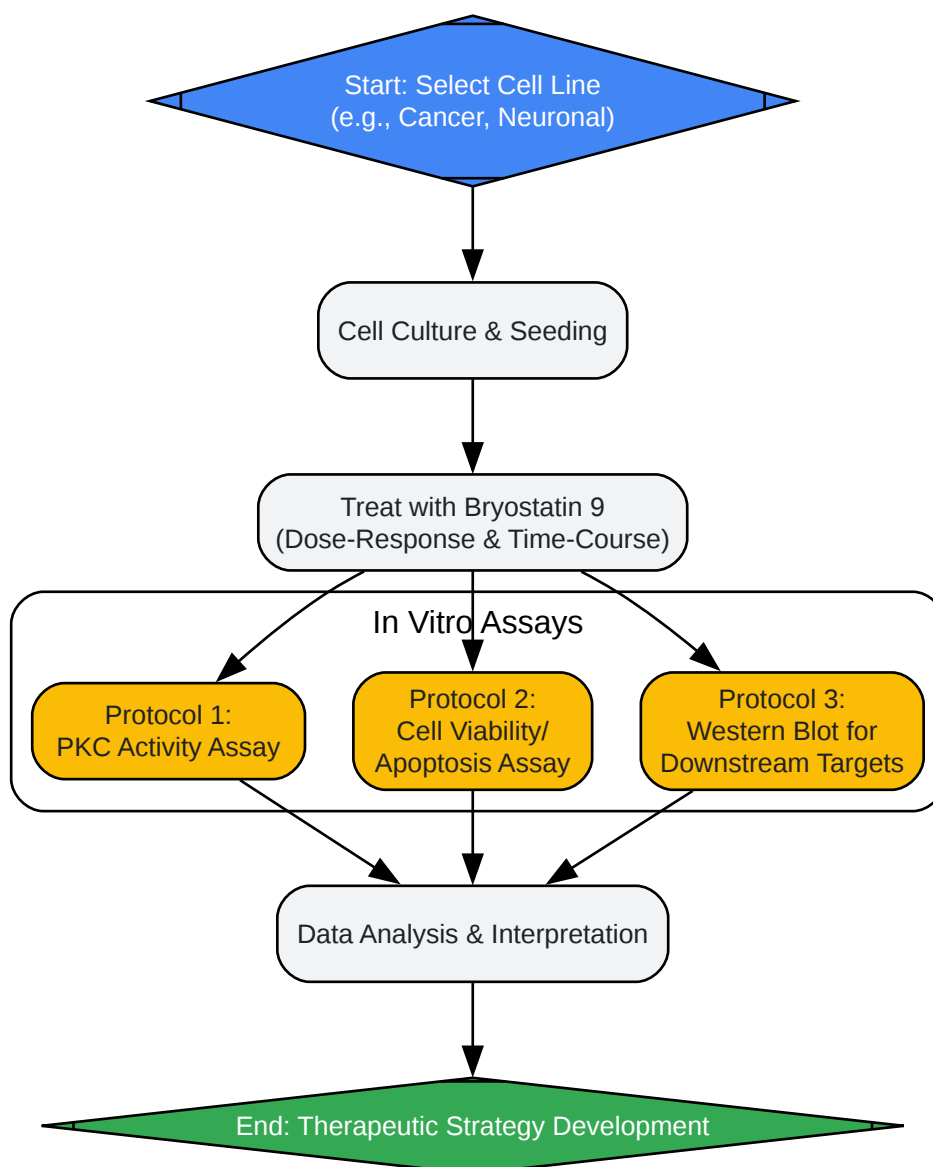 Start: Select Cell Line
(e.g., Cancer, Neuronal)
Cell Culture & Seeding
Treat with Bryostatin 9
(Dose-Response & Time-Course)
In Vitro Assays
Protocol 1:
PKC Activity Assay
Protocol 2:
Cell Viability/
Apoptosis Assay
Protocol 3:
Western Blot for
Downstream Targets
Data Analysis & Interpretation
End: Therapeutic Strategy Development